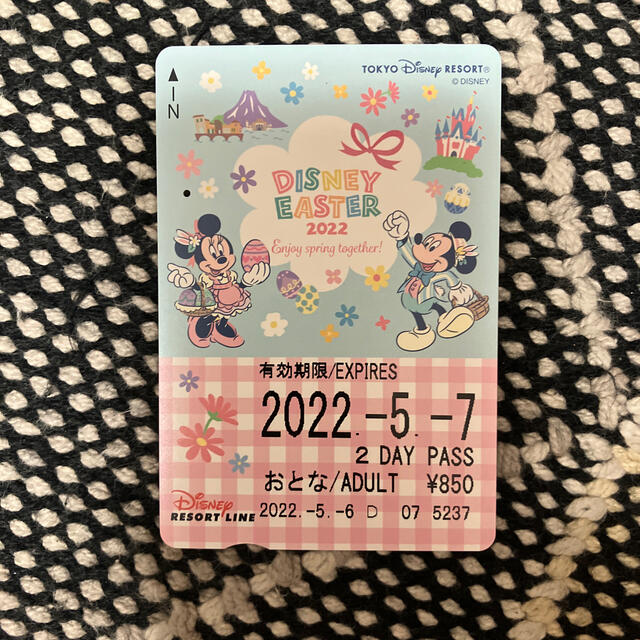 ▲IN
TOKYO Disney RESORT®
© DISNEY
DISNEY
EASTER
2022
Enjoy spring together!
有効期限/EXPIRES
2022.-5.-7
2 DAY PASS
おとな/ADULT ¥850
Disney
RESORT LINE
2022.-5.-6 D 07 5237